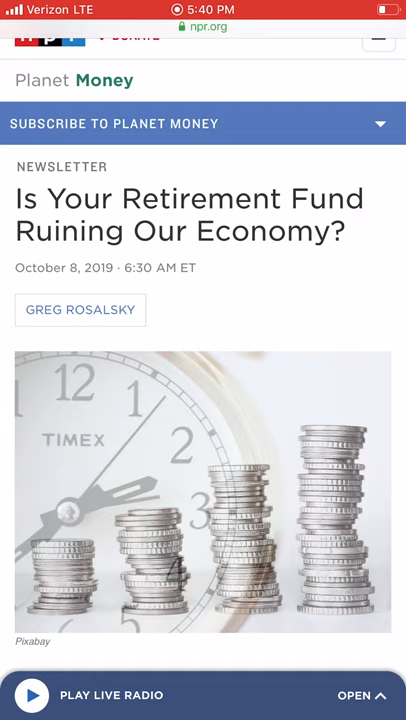 Verizon LTE 5:40 PM
npr.org
Planet Money
SUBSCRIBE TO PLANET MONEY
NEWSLETTER
Is Your Retirement Fund
Ruining Our Economy?
October 8, 2019 · 6:30 AM ET
GREG ROSALSKY
12
1
TIMEX
2
3
4
5
6
Pixabay
PLAY LIVE RADIO
OPEN